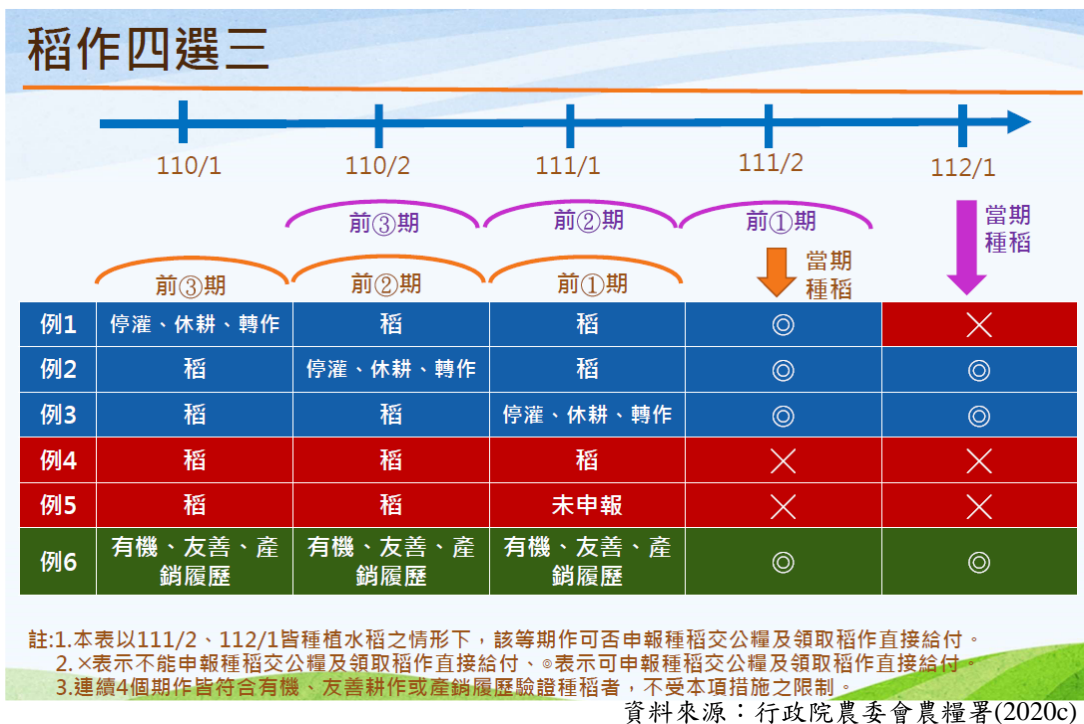 稻作四選三
110/1 110/2 111/1 111/2 112/1
前③期 前②期 前①期 當期種稻
前③期 前②期 前①期 當期種稻
例1 停灌、休耕、轉作 稻 稻 ◎ ╳
例2 稻 停灌、休耕、轉作 稻 ◎ ◎
例3 稻 稻 停灌、休耕、轉作 ◎ ◎
例4 稻 稻 稻 ╳ ╳
例5 稻 稻 未申報 ╳ ╳
例6 有機、友善、產銷履歷 有機、友善、產銷履歷 有機、友善、產銷履歷 ◎ ◎
註:1.本表以111/2、112/1皆種植水稻之情形下，該等期作可否申報種稻交公糧及領取稻作直接給付。
2.×表示不能申報種稻交公糧及領取稻作直接給付、◎表示可申報種稻交公糧及領取稻作直接給付。
3.連續4個期作皆符合有機、友善耕作或產銷履歷驗證種稻者，不受本項措施之限制。
資料來源：行政院農委會農糧署(2020c)